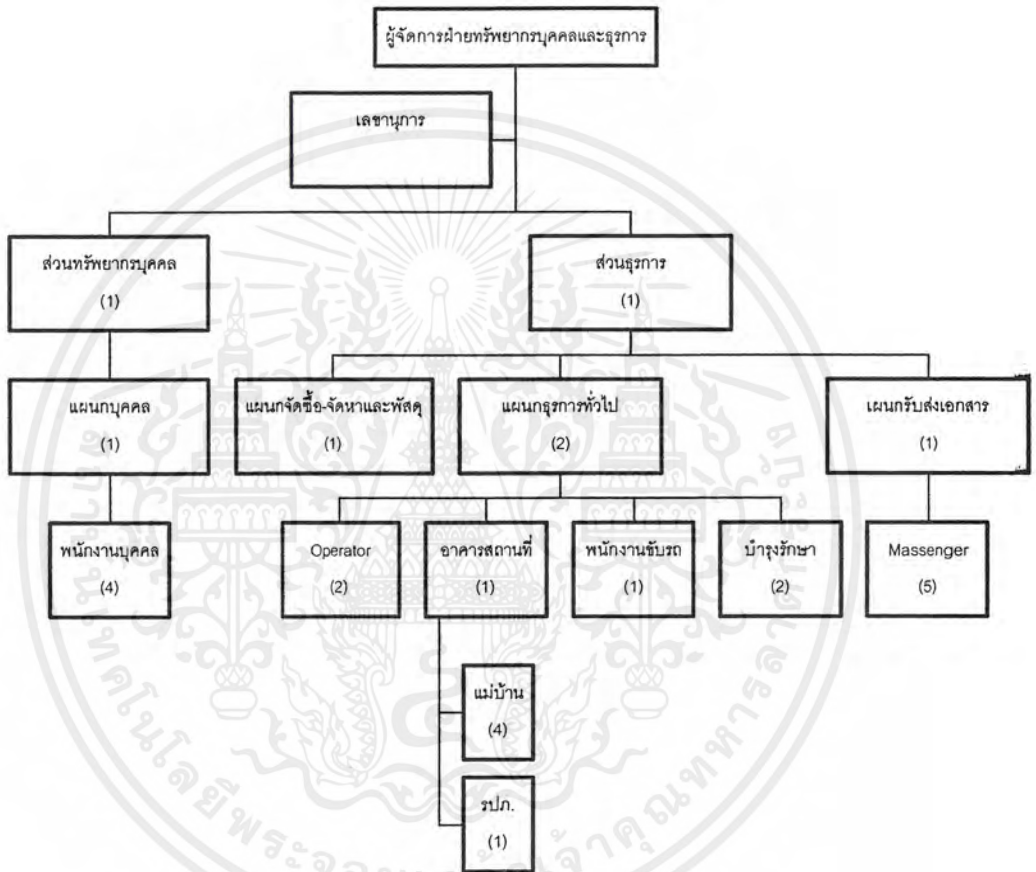 ผู้จัดการฝ่ายทรัพยากรบุคคลและธุรการ
เลขานุการ
ส่วนทรัพยากรบุคคล
(1)
ส่วนธุรการ
(1)
แผนกบุคคล
(1)
แผนกจัดซื้อ-จัดหาและพัสดุ
(1)
แผนกธุรการทั่วไป
(2)
แผนกรับส่งเอกสาร
(1)
พนักงานบุคคล
(4)
Operator
(2)
อาคารสถานที่
(1)
พนักงานขับรถ
(1)
บำรุงรักษา
(2)
Massenger
(5)
แม่บ้าน
(4)
รปภ.
(1)